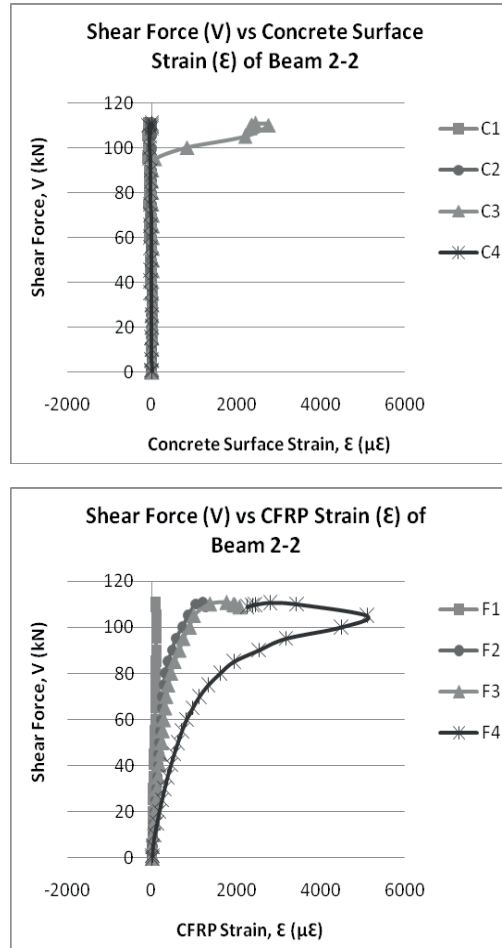 Shear Force (V) vs Concrete Surface
Strain (Ɛ) of Beam 2-2
120
100
80
60
40
20
0
-2000 0 2000 4000 6000
Shear Force, V (kN)
Concrete Surface Strain, Ɛ (µƐ)
C1
C2
C3
C4
Shear Force (V) vs CFRP Strain (Ɛ) of
Beam 2-2
120
100
80
60
40
20
0
-2000 0 2000 4000 6000
Shear Force, V (kN)
CFRP Strain, Ɛ (µƐ)
F1
F2
F3
F4